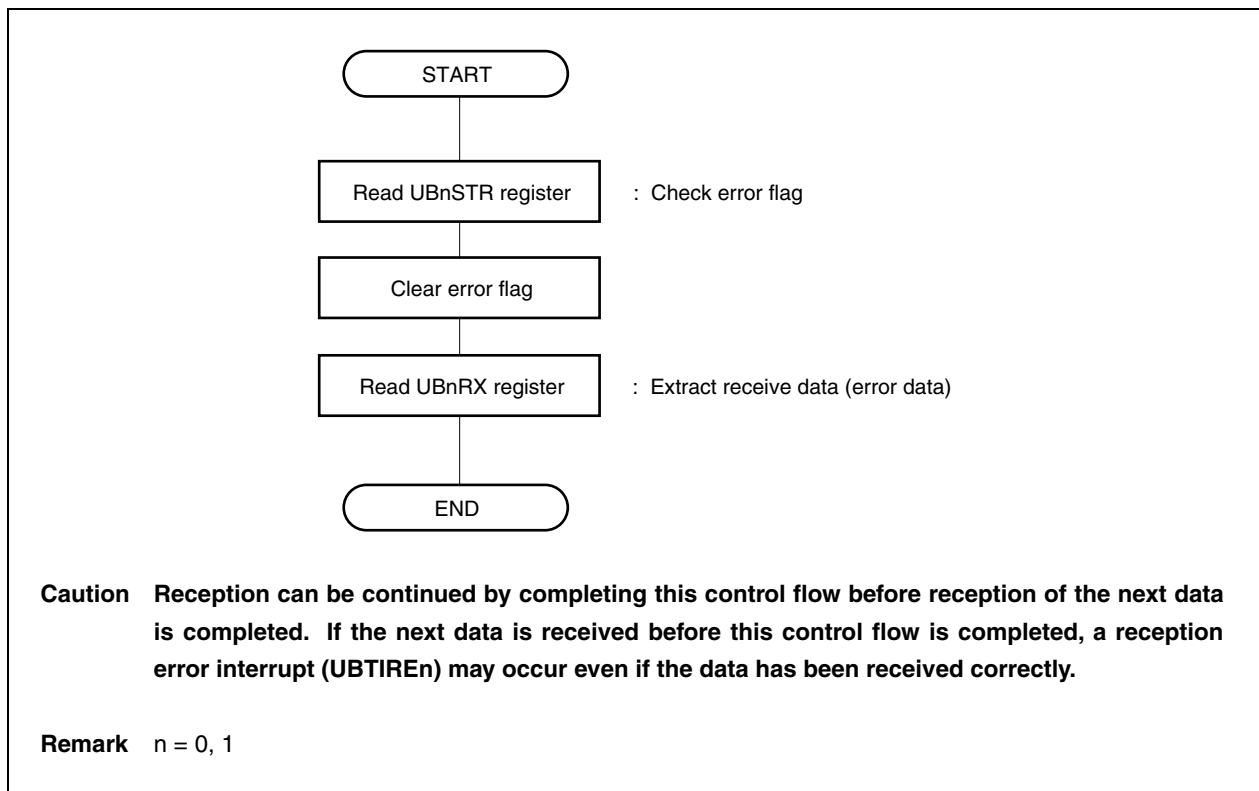 START
Read UBnSTR register : Check error flag
Clear error flag
Read UBnRX register : Extract receive data (error data)
END
Caution Reception can be continued by completing this control flow before reception of the next data
is completed. If the next data is received before this control flow is completed, a reception
error interrupt (UBTIREn) may occur even if the data has been received correctly.
Remark n = 0, 1